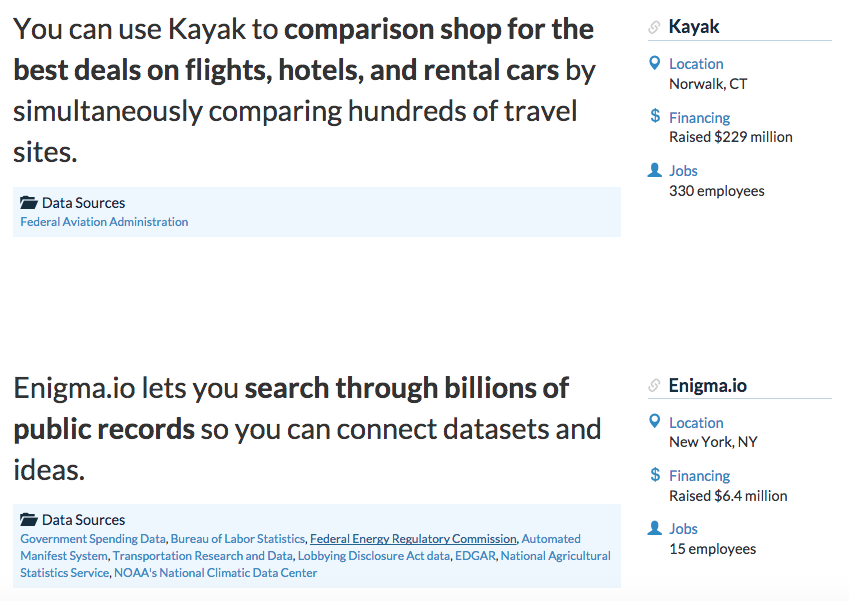 You can use Kayak to comparison shop for the
best deals on flights, hotels, and rental cars by
simultaneously comparing hundreds of travel
sites.
Data Sources
Federal Aviation Administration
Kayak
Location
Norwalk, CT
Financing
Raised $229 million
Jobs
330 employees
Enigma.io lets you search through billions of
public records so you can connect datasets and
ideas.
Data Sources
Government Spending Data, Bureau of Labor Statistics, Federal Energy Regulatory Commission, Automated
Manifest System, Transportation Research and Data, Lobbying Disclosure Act data, EDGAR, National Agricultural
Statistics Service, NOAA's National Climatic Data Center
Enigma.io
Location
New York, NY
Financing
Raised $6.4 million
Jobs
15 employees